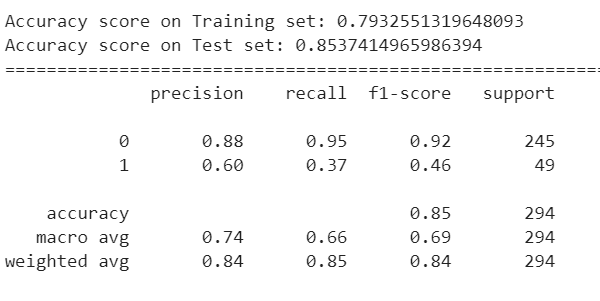 Accuracy score on Training set: 0.7932551319648093
Accuracy score on Test set: 0.8537414965986394
==========================================================
precision recall f1-score support
0 0.88 0.95 0.92 245
1 0.60 0.37 0.46 49
accuracy 0.85 294
macro avg 0.74 0.66 0.69 294
weighted avg 0.84 0.85 0.84 294